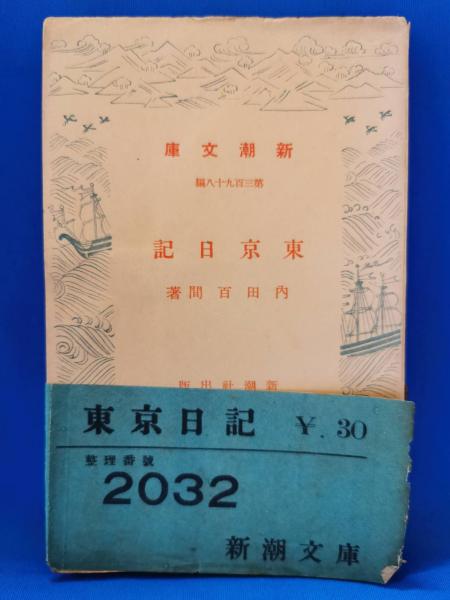 新潮文庫
第三百九十八編
東京日記
內田百間著
新潮社出版
東京日記 ¥.30
整理番號
2032
新潮文庫